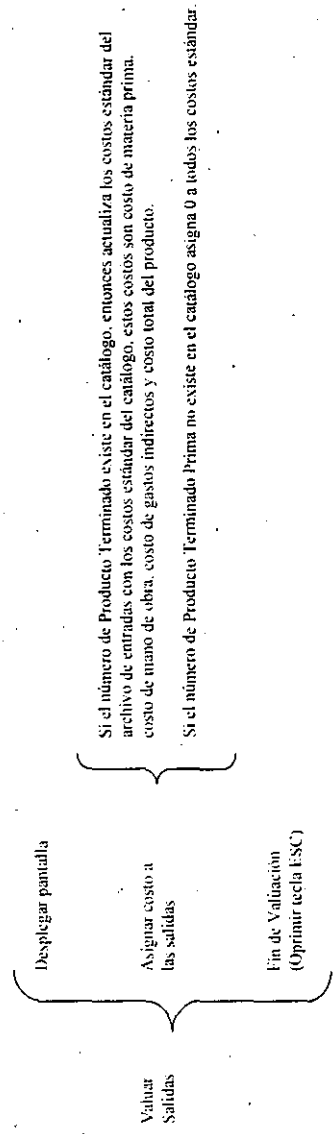 Valuar
Salidas
Desplegar pantalla
Asignar costo a
las salidas
Fin de Valuación
(Oprimir tecla ESC)
Si el número de Producto Terminado existe en el catálogo, entonces actualiza los costos estándar del
archivo de entradas con los costos estándar del catálogo, estos costos son costo de materia prima.
costo de mano de obra, costo de gastos indirectos y costo total del producto.
Si el número de Producto Terminado Prima no existe en el catálogo asigna 0 a todos los costos estándar.